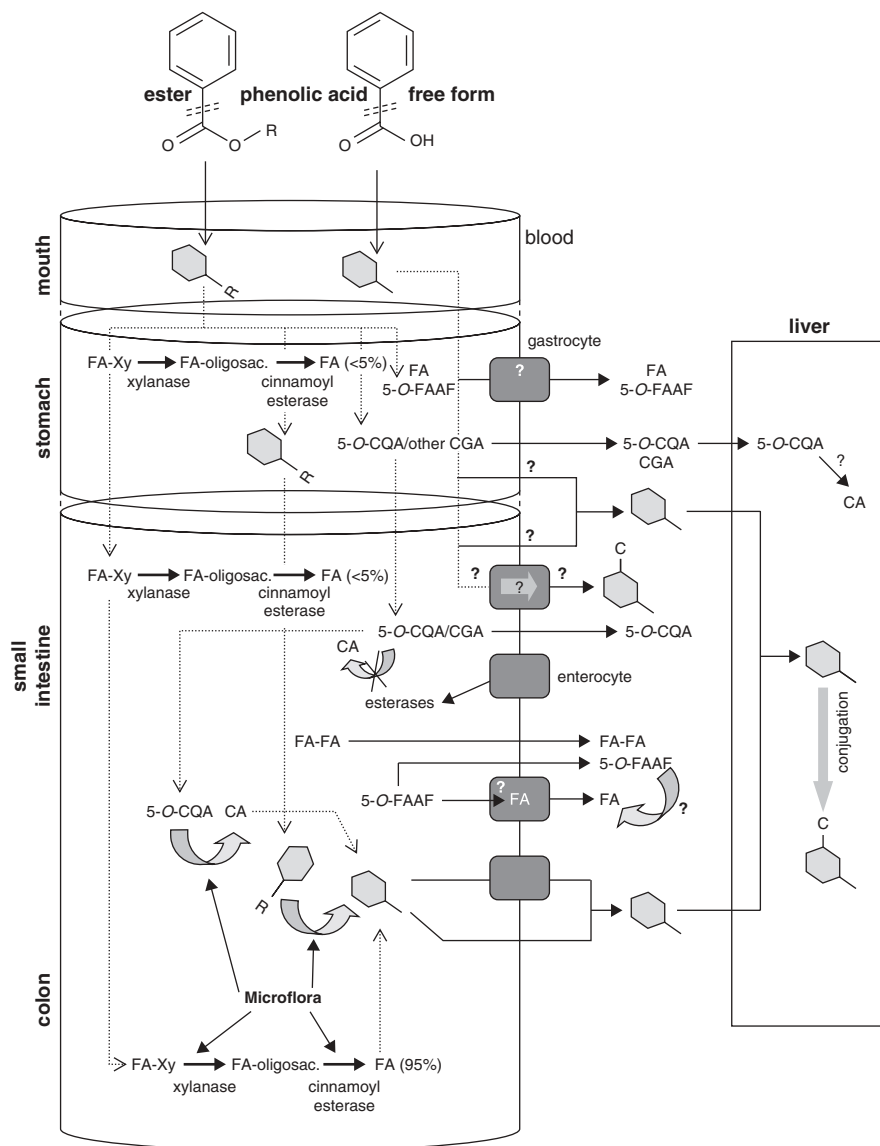 ester phenolic acid free form
O O R
O OH
mouth
blood
R
liver
stomach
gastrocyte
FA-Xy FA-oligosac. FA (<5%)
xylanase cinnamoyl
esterase
FA
5-O-FAAF
?
FA
5-O-FAAF
R
5-O-CQA/other CGA
5-O-CQA
CGA
5-O-CQA
?
CA
?
?
C
small
intestine
FA-Xy FA-oligosac. FA (<5%)
xylanase cinnamoyl
esterase
? ? ?
5-O-CQA/CGA 5-O-CQA
CA
esterases
enterocyte
conjugation
FA-FA FA-FA
5-O-FAAF
5-O-FAAF
? FA
FA
?
5-O-CQA CA
C
R
colon
Microflora
FA-Xy FA-oligosac. FA (95%)
xylanase cinnamoyl
esterase